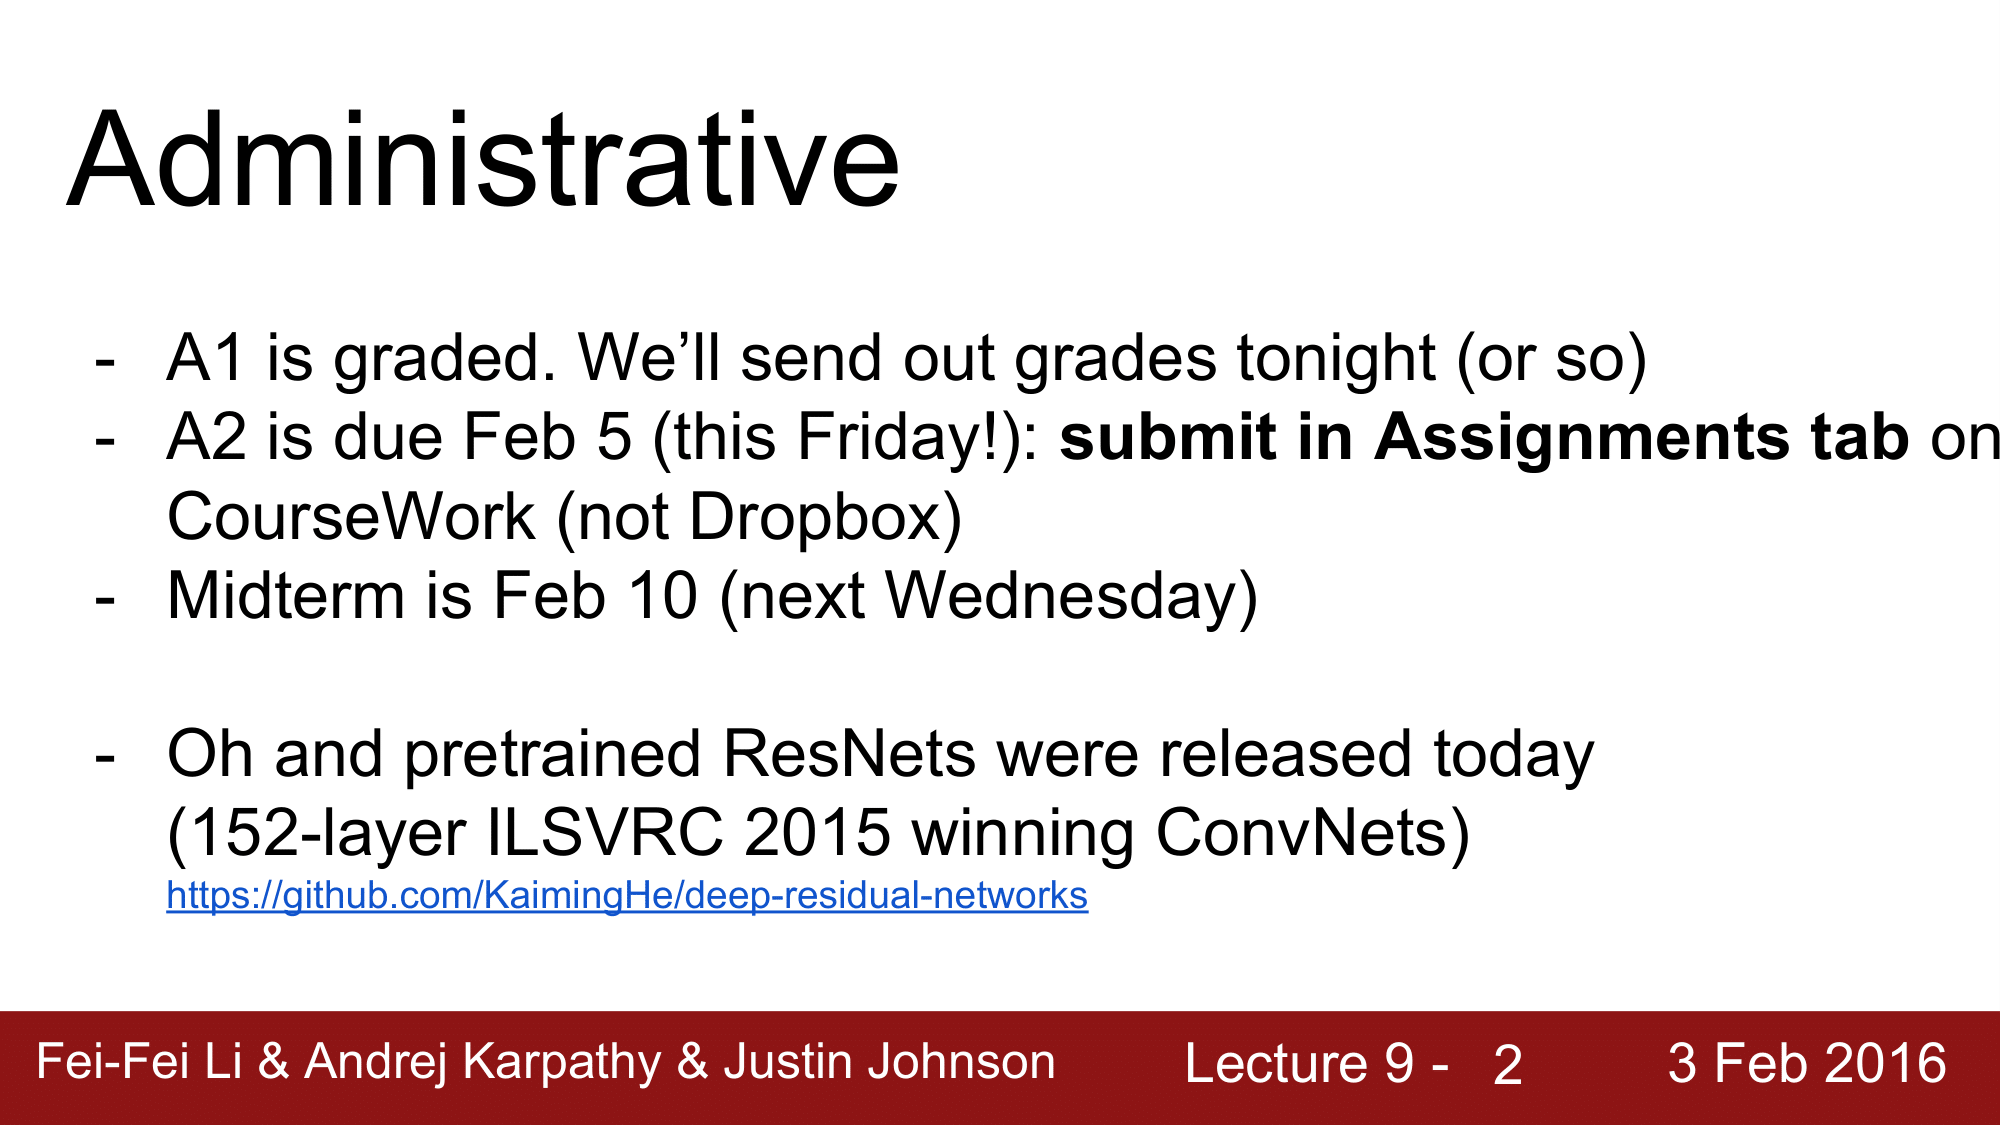 Administrative
- A1 is graded. We’ll send out grades tonight (or so)
- A2 is due Feb 5 (this Friday!): submit in Assignments tab on
CourseWork (not Dropbox)
- Midterm is Feb 10 (next Wednesday)
- Oh and pretrained ResNets were released today
(152-layer ILSVRC 2015 winning ConvNets)
https://github.com/KaimingHe/deep-residual-networks
Fei-Fei Li & Andrej Karpathy & Justin Johnson Lecture 9 - 2 3 Feb 2016